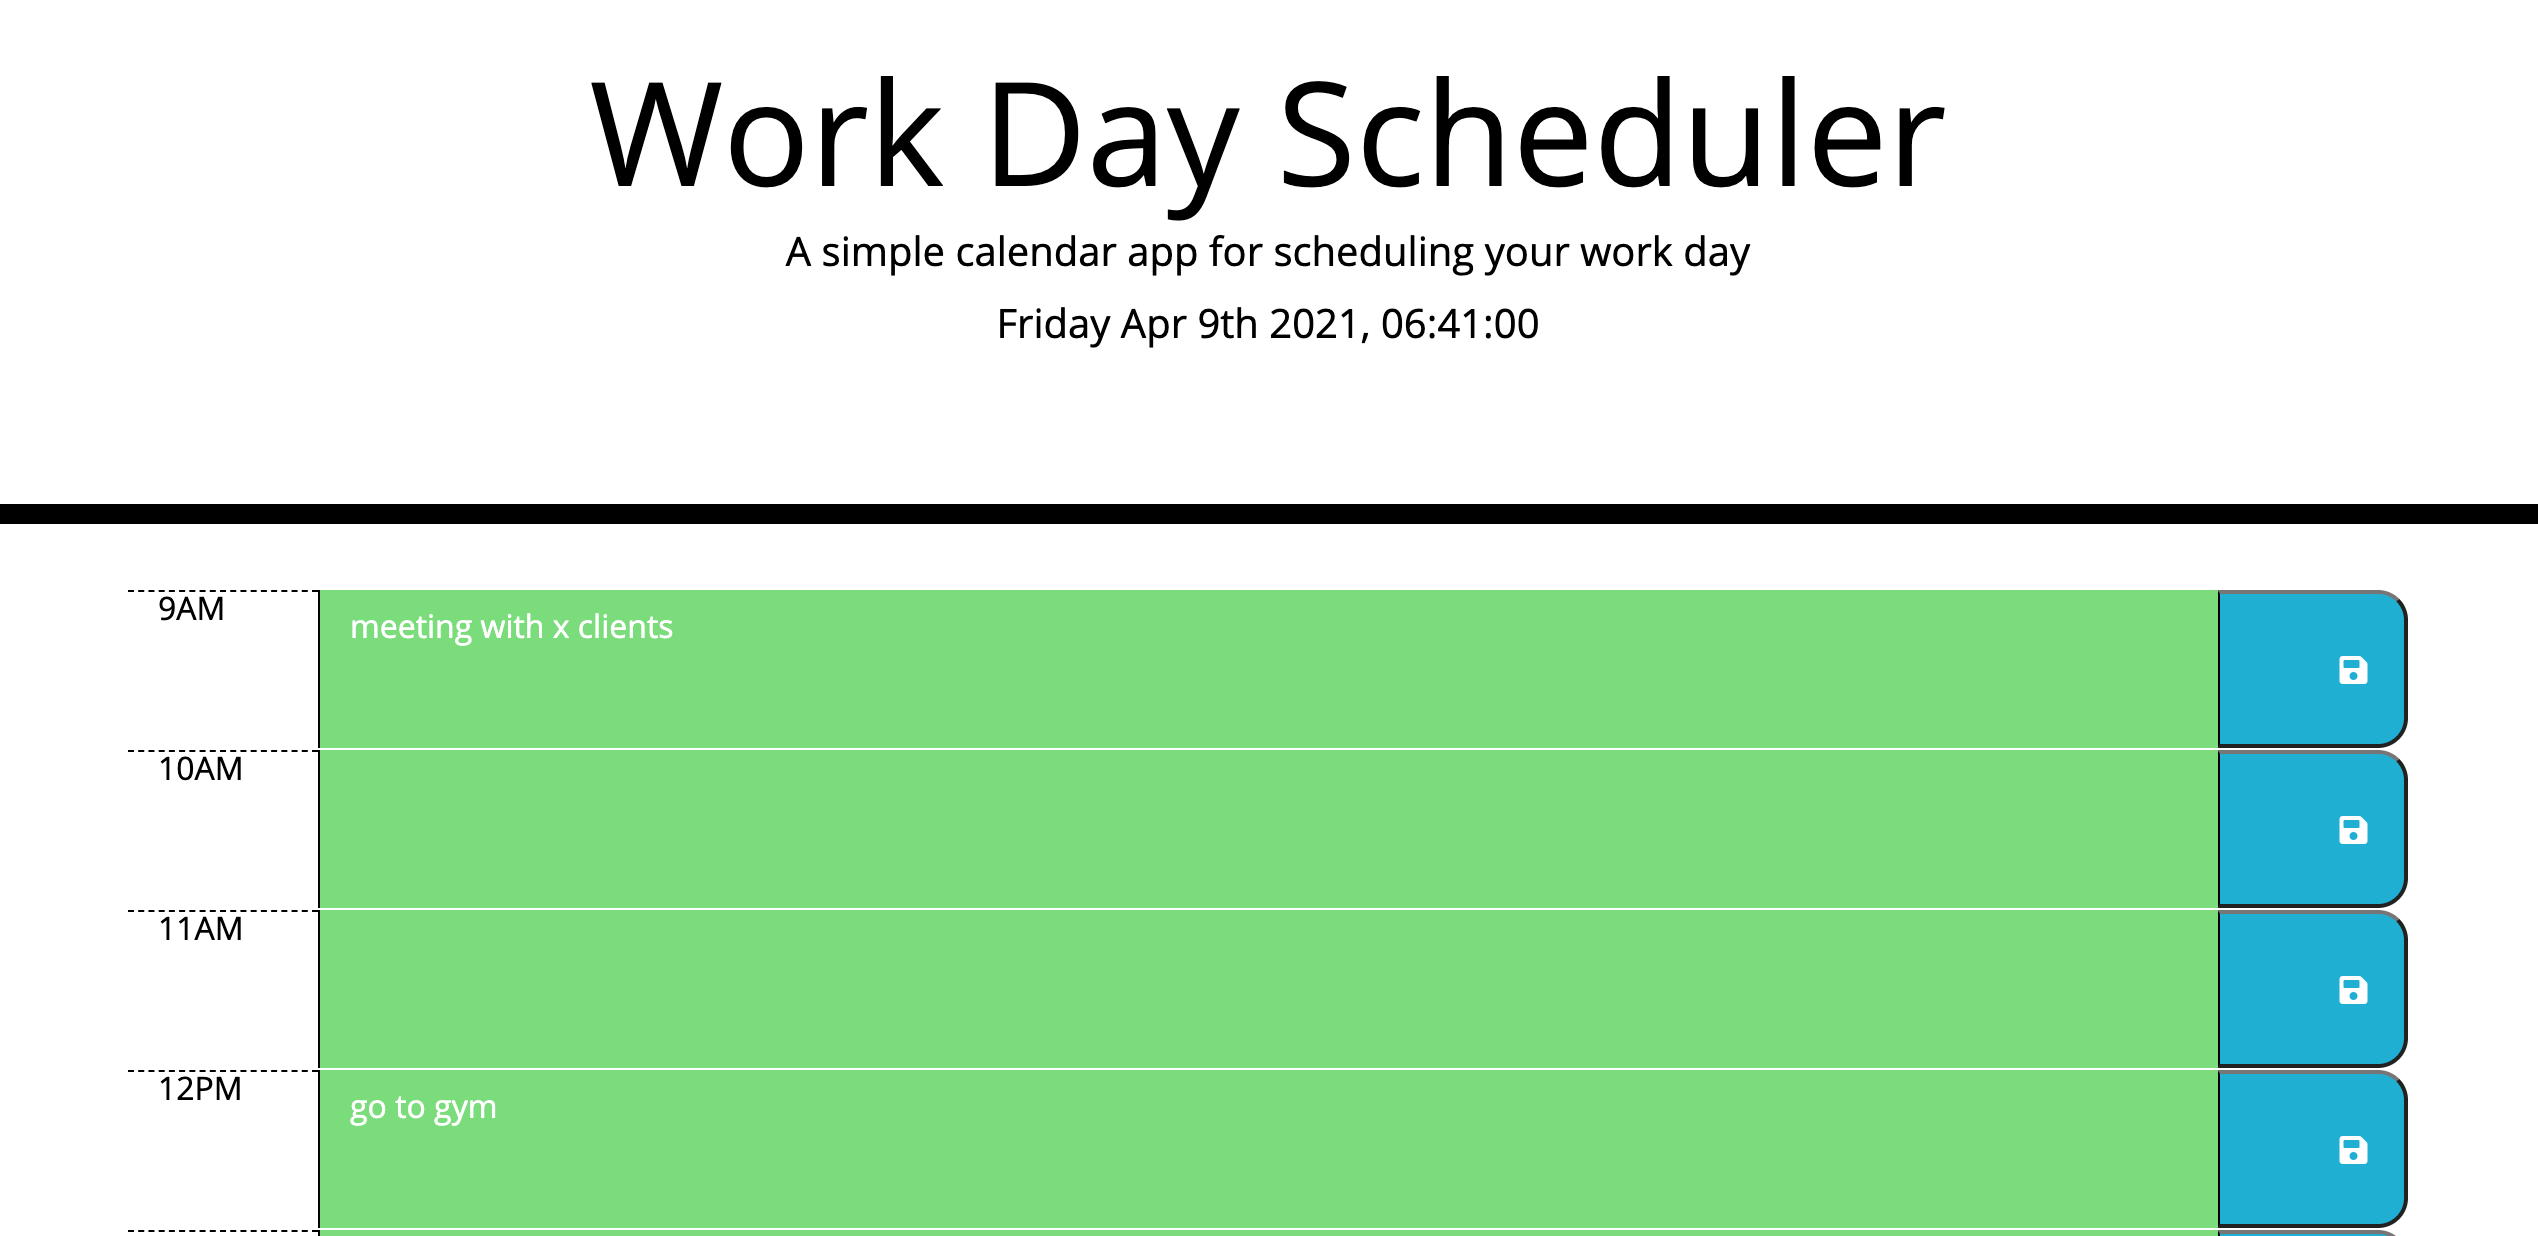 Work Day Scheduler
A simple calendar app for scheduling your work day
Friday Apr 9th 2021, 06:41:00
9AM
meeting with x clients
10AM
11AM
12PM
go to gym